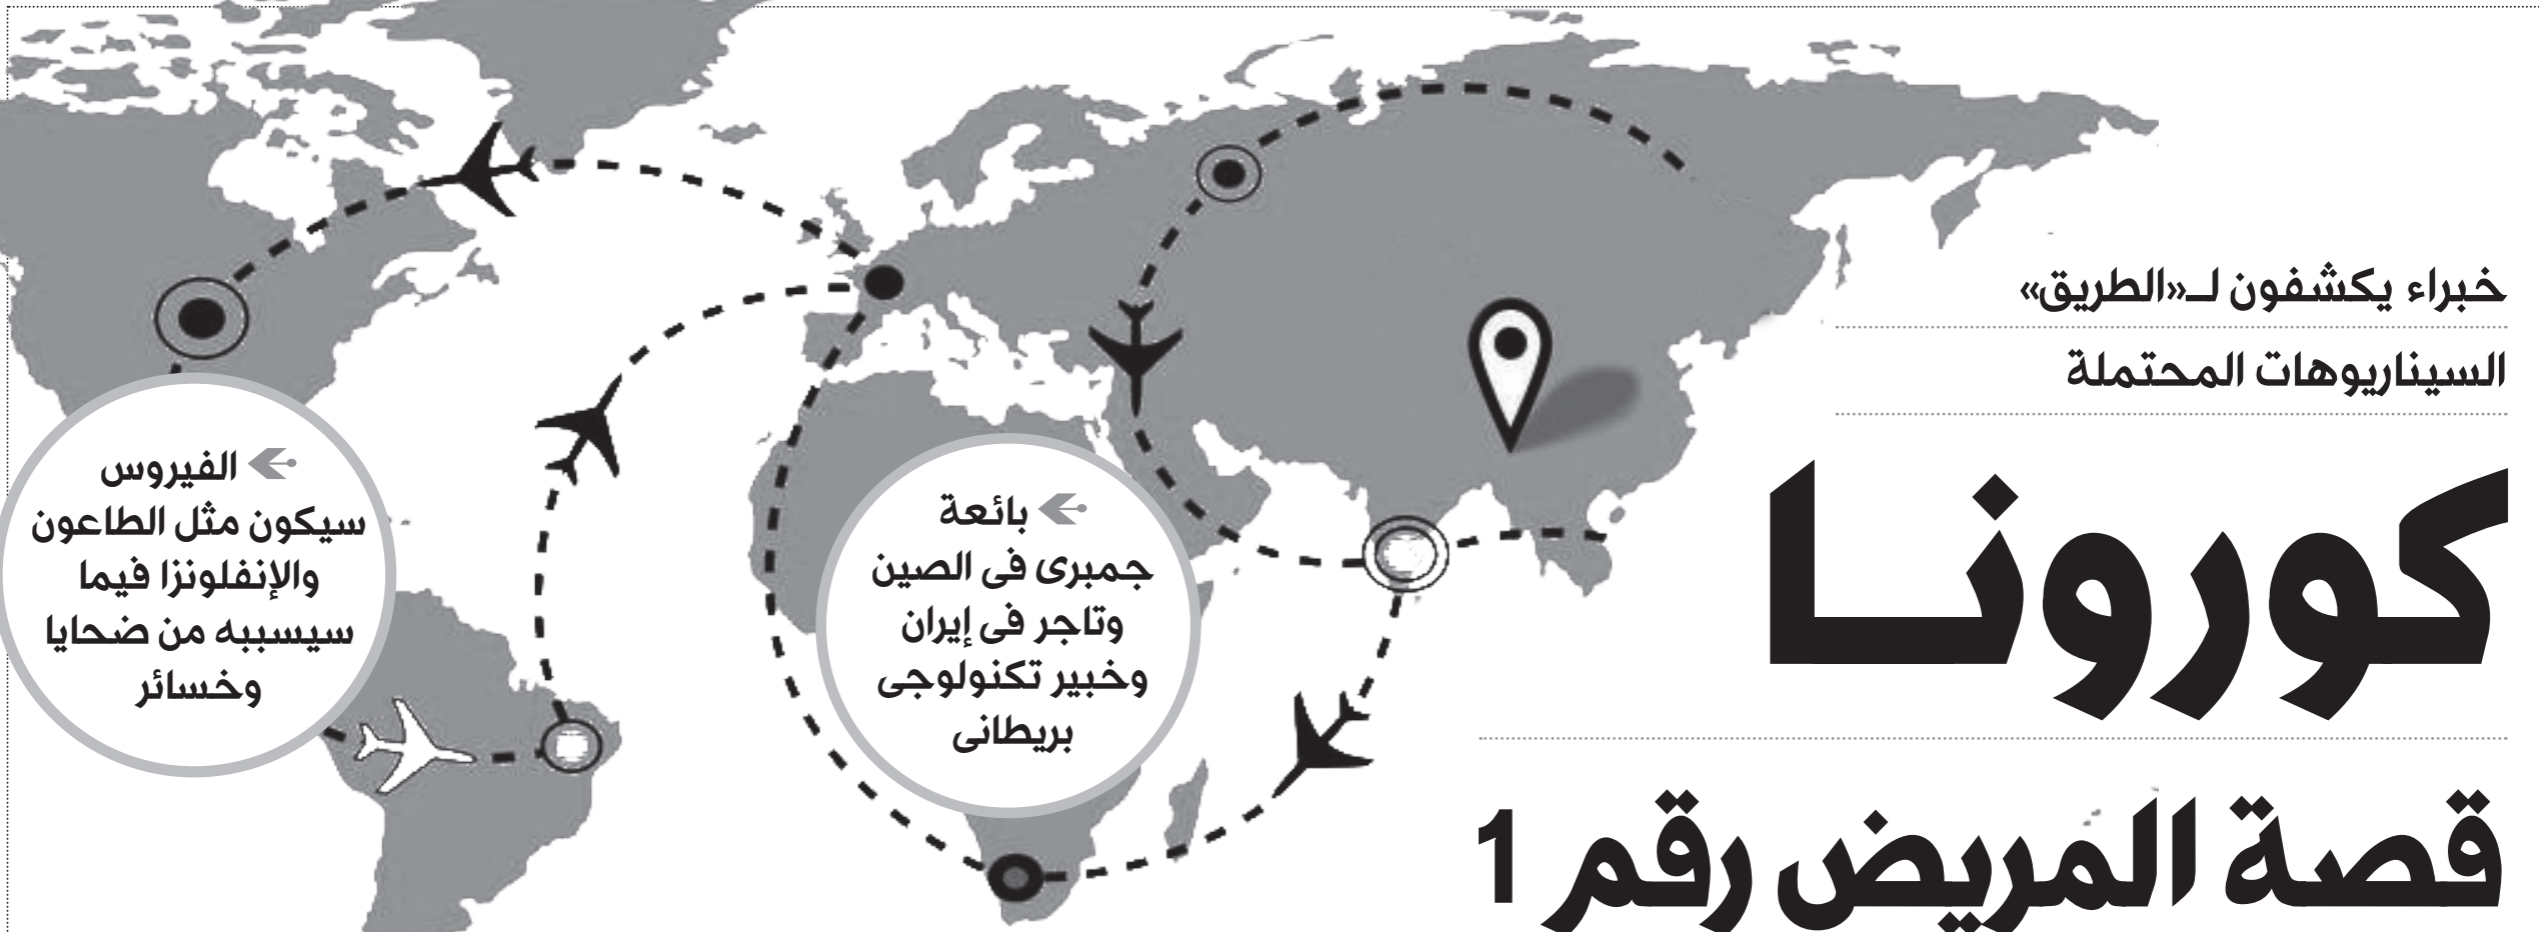 خبراء يكشفون لـ«الطريق»
السيناريوهات المحتملة
كورونا
قصة المريض رقم 1
بائعة
جمبرى فى الصين
وتاجر فى إيران
وخبير تكنولوجى
بريطانى
الفيروس
سيكون مثل الطاعون
والإنفلونزا فيما
سيسببه من ضحايا
وخسائر